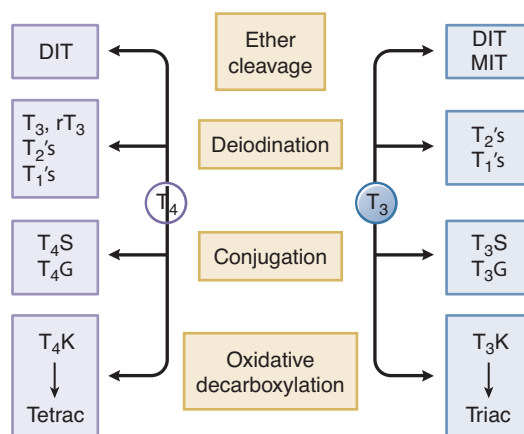 DIT
Ether
cleavage
DIT
MIT
T₃, rT₃
T₂'s
T₁'s
Deiodination
T₂'s
T₁'s
T₄
T₃
T₄S
T₄G
Conjugation
T₃S
T₃G
T₄K
Tetrac
Oxidative
decarboxylation
T₃K
Triac